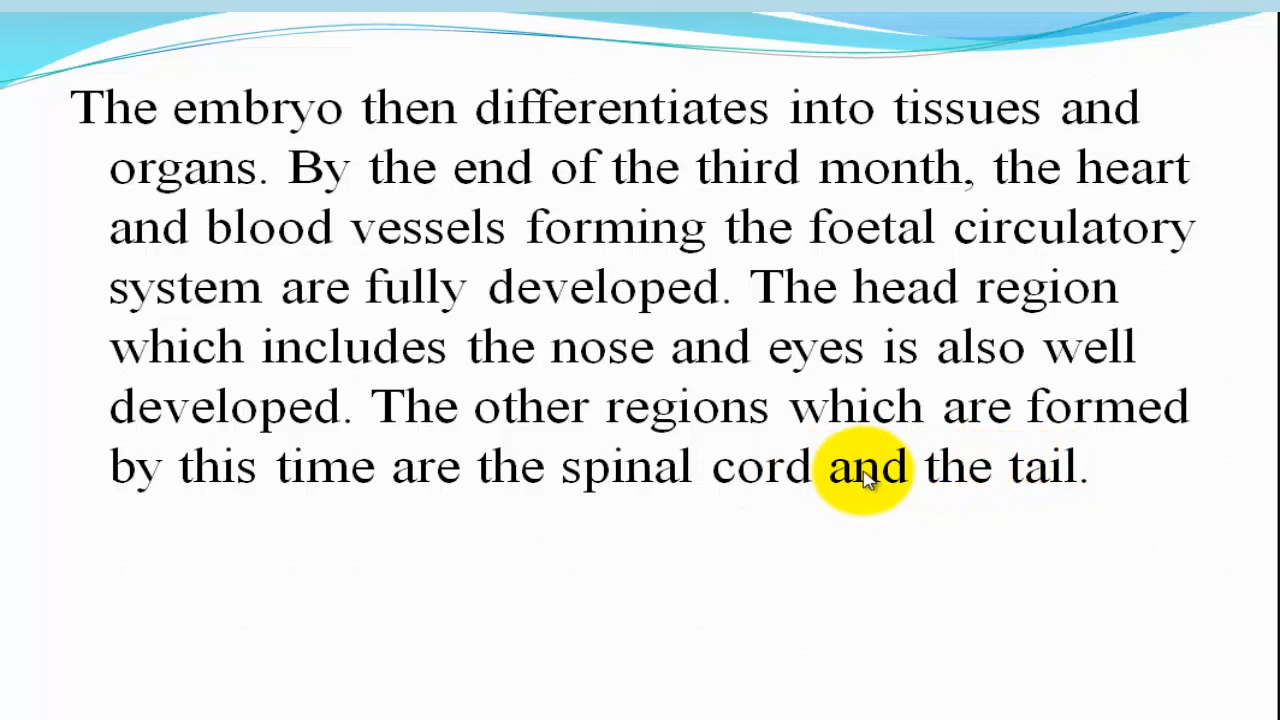 The embryo then differentiates into tissues and
organs. By the end of the third month, the heart
and blood vessels forming the foetal circulatory
system are fully developed. The head region
which includes the nose and eyes is also well
developed. The other regions which are formed
by this time are the spinal cord and the tail.